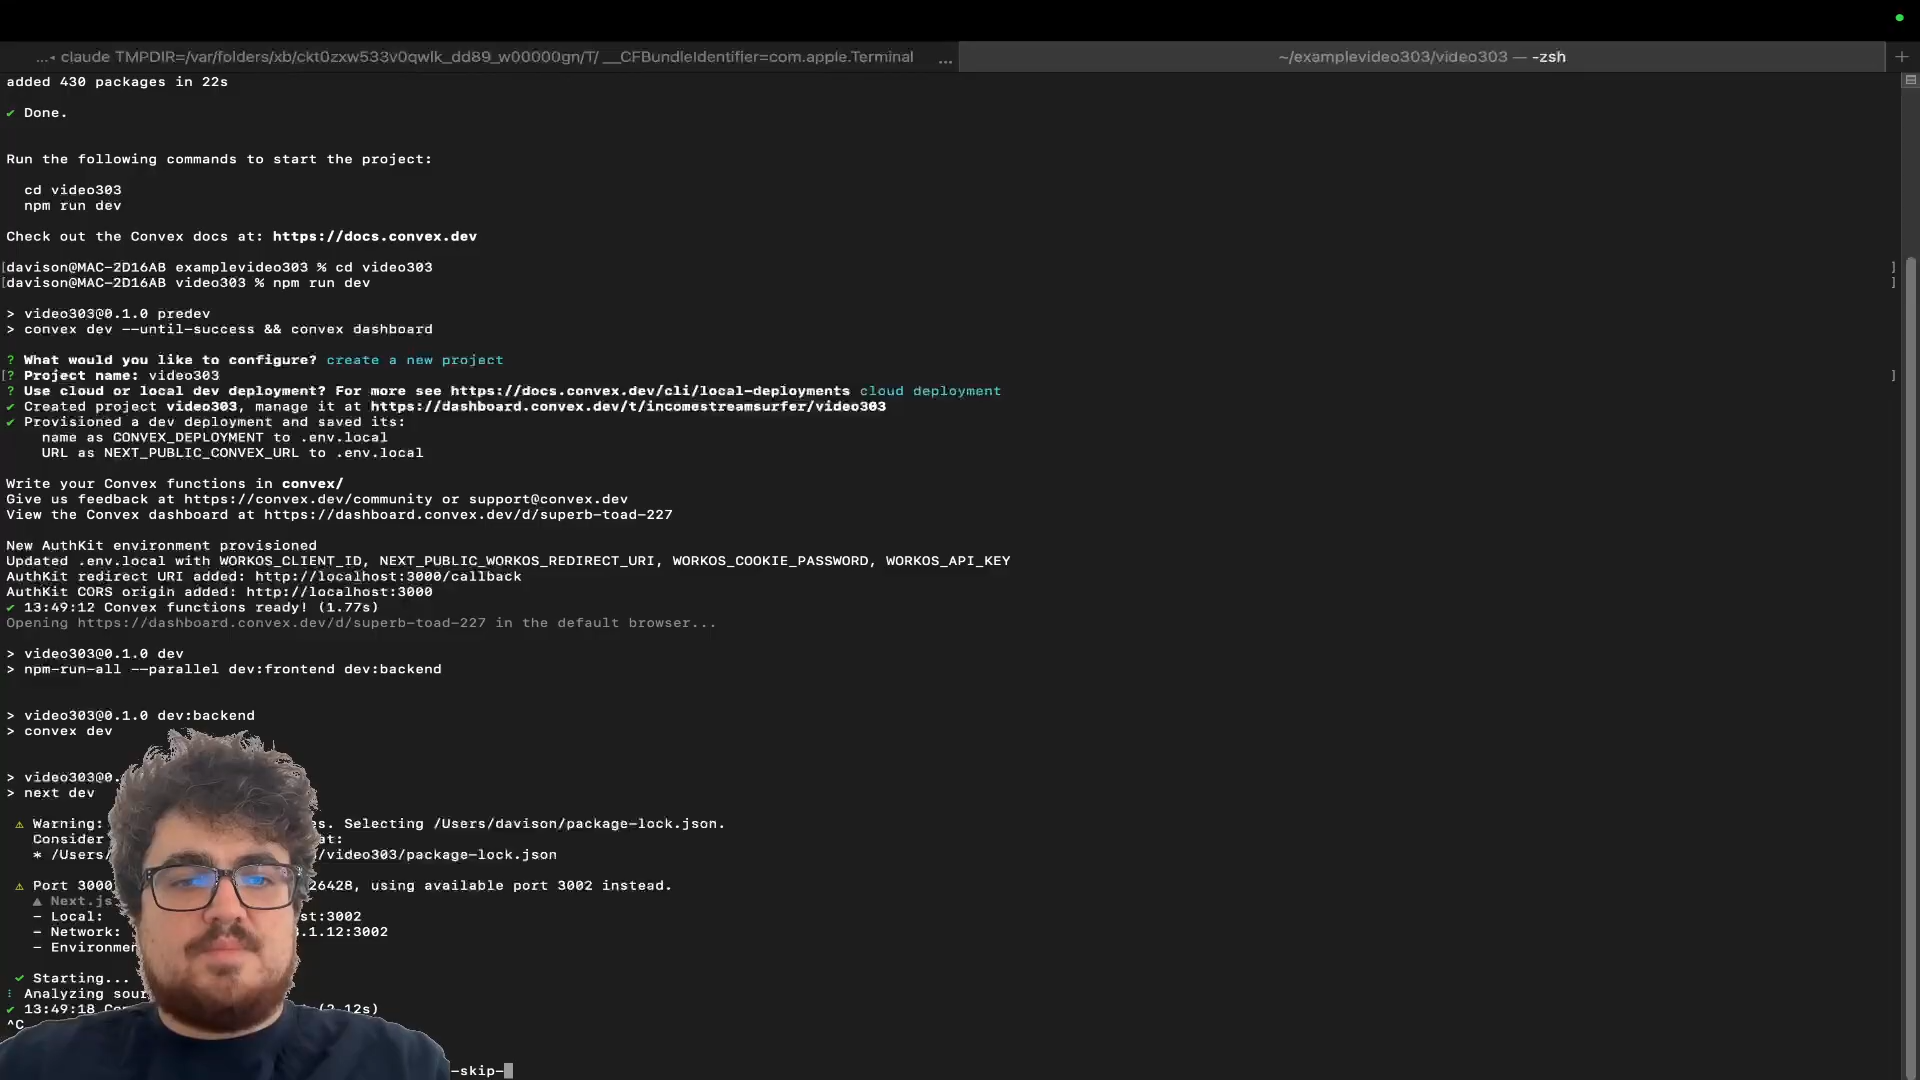 ...◂ claude TMPDIR=/var/folders/xb/ckt0zxw533v0qwlk_dd89_w00000gn/T/ __CFBundleIdentifier=com.apple.Terminal ...
~/examplevideo303/video303 — -zsh
added 430 packages in 22s
✔ Done.
Run the following commands to start the project:
cd video303
npm run dev
Check out the Convex docs at: https://docs.convex.dev
[davison@MAC-2D16AB examplevideo303 % cd video303 ]
[davison@MAC-2D16AB video303 % npm run dev ]
> video303@0.1.0 predev
> convex dev --until-success && convex dashboard
? What would you like to configure? create a new project
[? Project name: video303 ]
? Use cloud or local dev deployment? For more see https://docs.convex.dev/cli/local-deployments cloud deployment
✔ Created project video303, manage it at https://dashboard.convex.dev/t/incomestreamsurfer/video303
✔ Provisioned a dev deployment and saved its:
name as CONVEX_DEPLOYMENT to .env.local
URL as NEXT_PUBLIC_CONVEX_URL to .env.local
Write your Convex functions in convex/
Give us feedback at https://convex.dev/community or support@convex.dev
View the Convex dashboard at https://dashboard.convex.dev/d/superb-toad-227
New AuthKit environment provisioned
Updated .env.local with WORKOS_CLIENT_ID, NEXT_PUBLIC_WORKOS_REDIRECT_URI, WORKOS_COOKIE_PASSWORD, WORKOS_API_KEY
AuthKit redirect URI added: http://localhost:3000/callback
AuthKit CORS origin added: http://localhost:3000
✔ 13:49:12 Convex functions ready! (1.77s)
Opening https://dashboard.convex.dev/d/superb-toad-227 in the default browser...
> video303@0.1.0 dev
> npm-run-all --parallel dev:frontend dev:backend
> video303@0.1.0 dev:backend
> convex dev
> video303@0.
> next dev
⚠ Warning: es. Selecting /Users/davison/package-lock.json.
Consider at:
* /Users/ /video303/package-lock.json
⚠ Port 3000 26428, using available port 3002 instead.
▲ Next.js
- Local: st:3002
- Network: .1.12:3002
- Environmen
✓ Starting...
Analyzing sour
✔ 13:49:18 Co (2.12s)
^C
-skip-